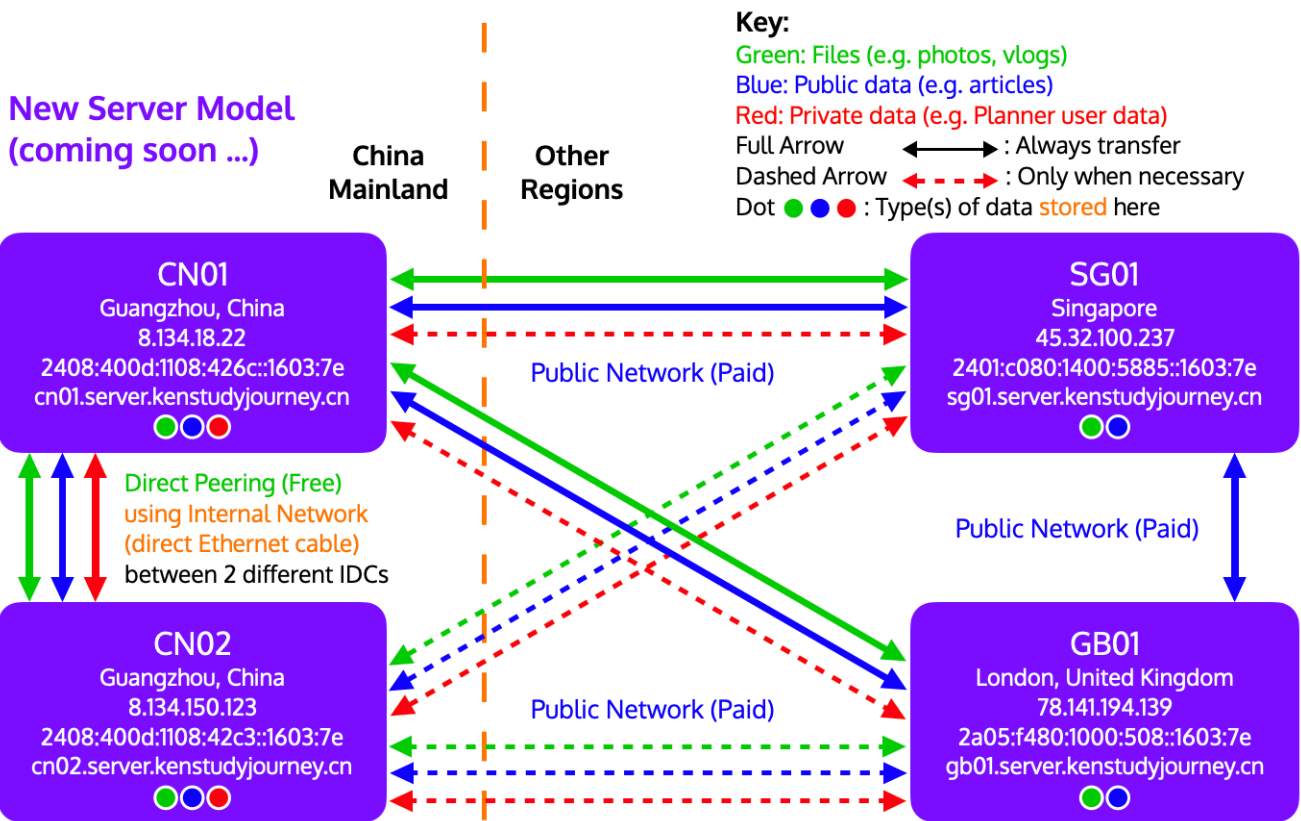 Key:
Green: Files (e.g. photos, vlogs)
Blue: Public data (e.g. articles)
Red: Private data (e.g. Planner user data)
Full Arrow : Always transfer
Dashed Arrow : Only when necessary
Dot : Type(s) of data stored here
New Server Model
(coming soon ...)
China
Mainland
Other
Regions
CN01
Guangzhou, China
8.134.18.22
2408:400d:1108:426c::1603:7e
cn01.server.kenstudyjourney.cn
SG01
Singapore
45.32.100.237
2401:c080:1400:5885::1603:7e
sg01.server.kenstudyjourney.cn
Public Network (Paid)
Direct Peering (Free)
using Internal Network
(direct Ethernet cable)
between 2 different IDCs
Public Network (Paid)
CN02
Guangzhou, China
8.134.150.123
2408:400d:1108:42c3::1603:7e
cn02.server.kenstudyjourney.cn
Public Network (Paid)
GB01
London, United Kingdom
78.141.194.139
2a05:f480:1000:508::1603:7e
gb01.server.kenstudyjourney.cn